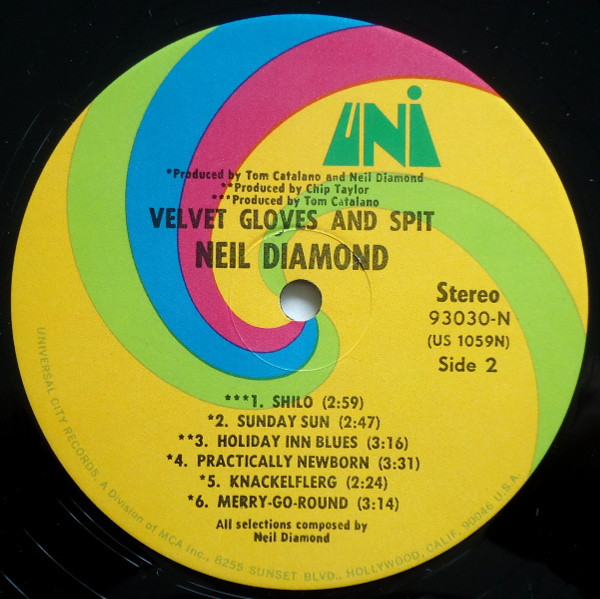 UNI
*Produced by Tom Catalano and Neil Diamond
**Produced by Chip Taylor
***Produced by Tom Catalano
VELVET GLOVES AND SPIT
NEIL DIAMOND
Stereo
93030-N
(US 1059N)
Side 2
***1. SHILO (2:59)
*2. SUNDAY SUN (2:47)
**3. HOLIDAY INN BLUES (3:16)
*4. PRACTICALLY NEWBORN (3:31)
*5. KNACKELFLERG (2:24)
*6. MERRY-GO-ROUND (3:14)
All selections composed by
Neil Diamond
UNIVERSAL CITY RECORDS, A Division of MCA Inc., 8255 SUNSET BLVD., HOLLYWOOD, CALIF. 90046 U.S.A.